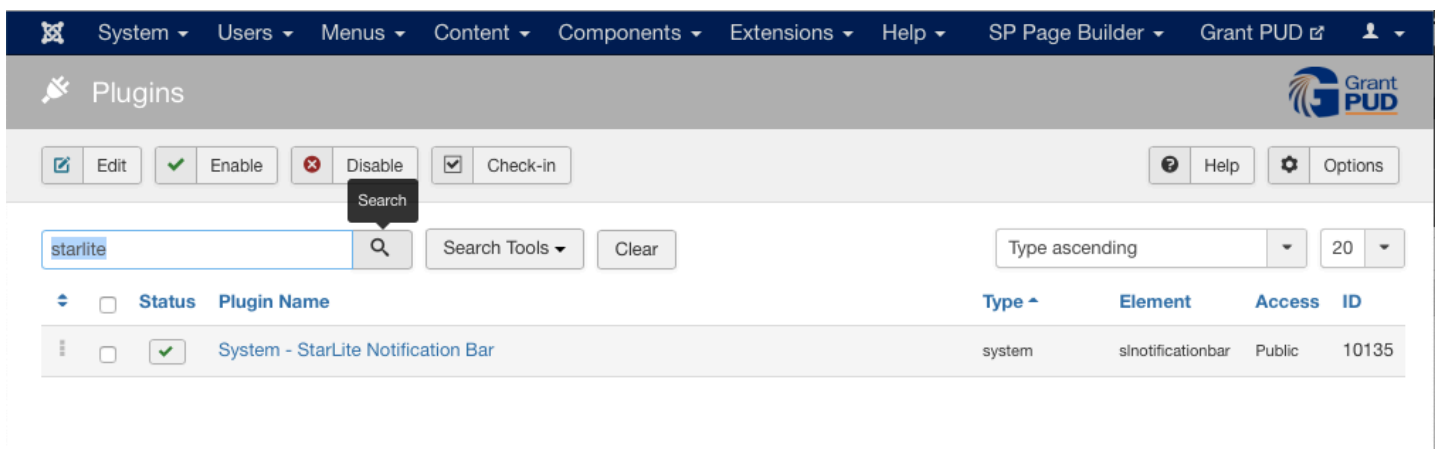 System Users Menus Content Components Extensions Help SP Page Builder Grant PUD
Plugins
Grant
PUD
Edit Enable Disable Check-in Help Options
Search
starlite Search Tools Clear Type ascending 20
Status Plugin Name Type Element Access ID
System - StarLite Notification Bar system slnotificationbar Public 10135